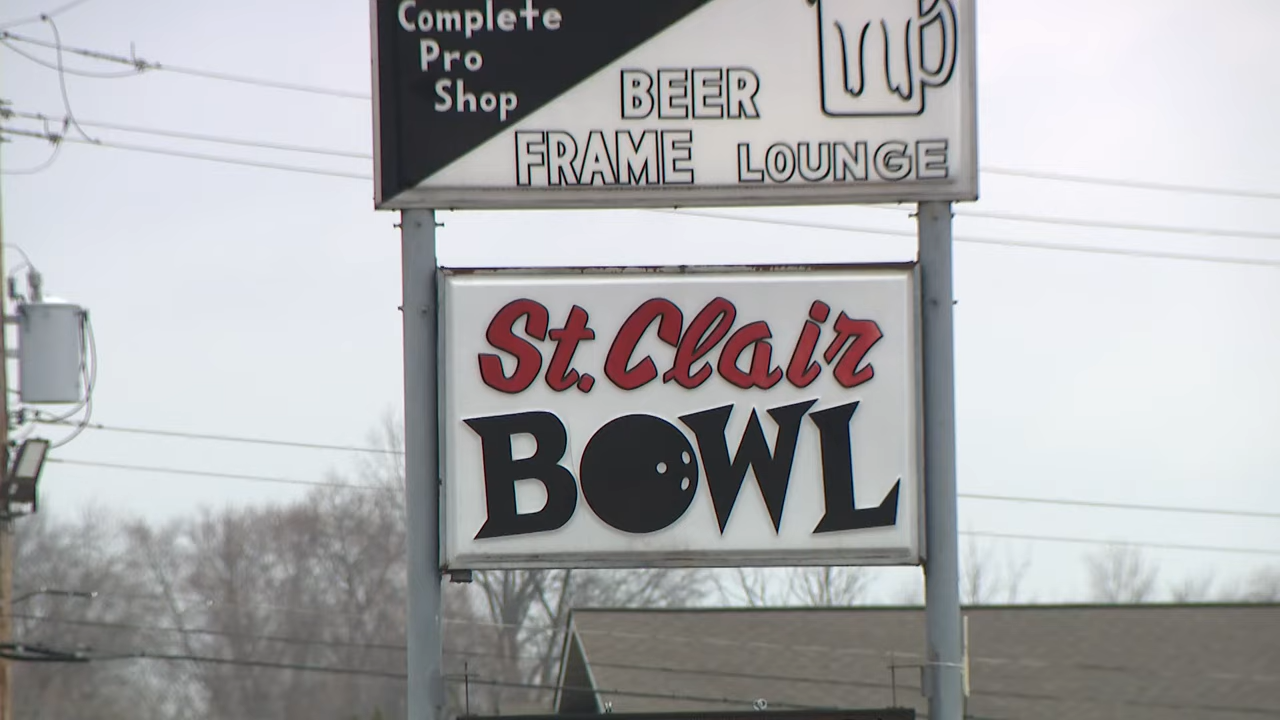 Complete
Pro
Shop
BEER
FRAME LOUNGE
St. Clair
BOWL